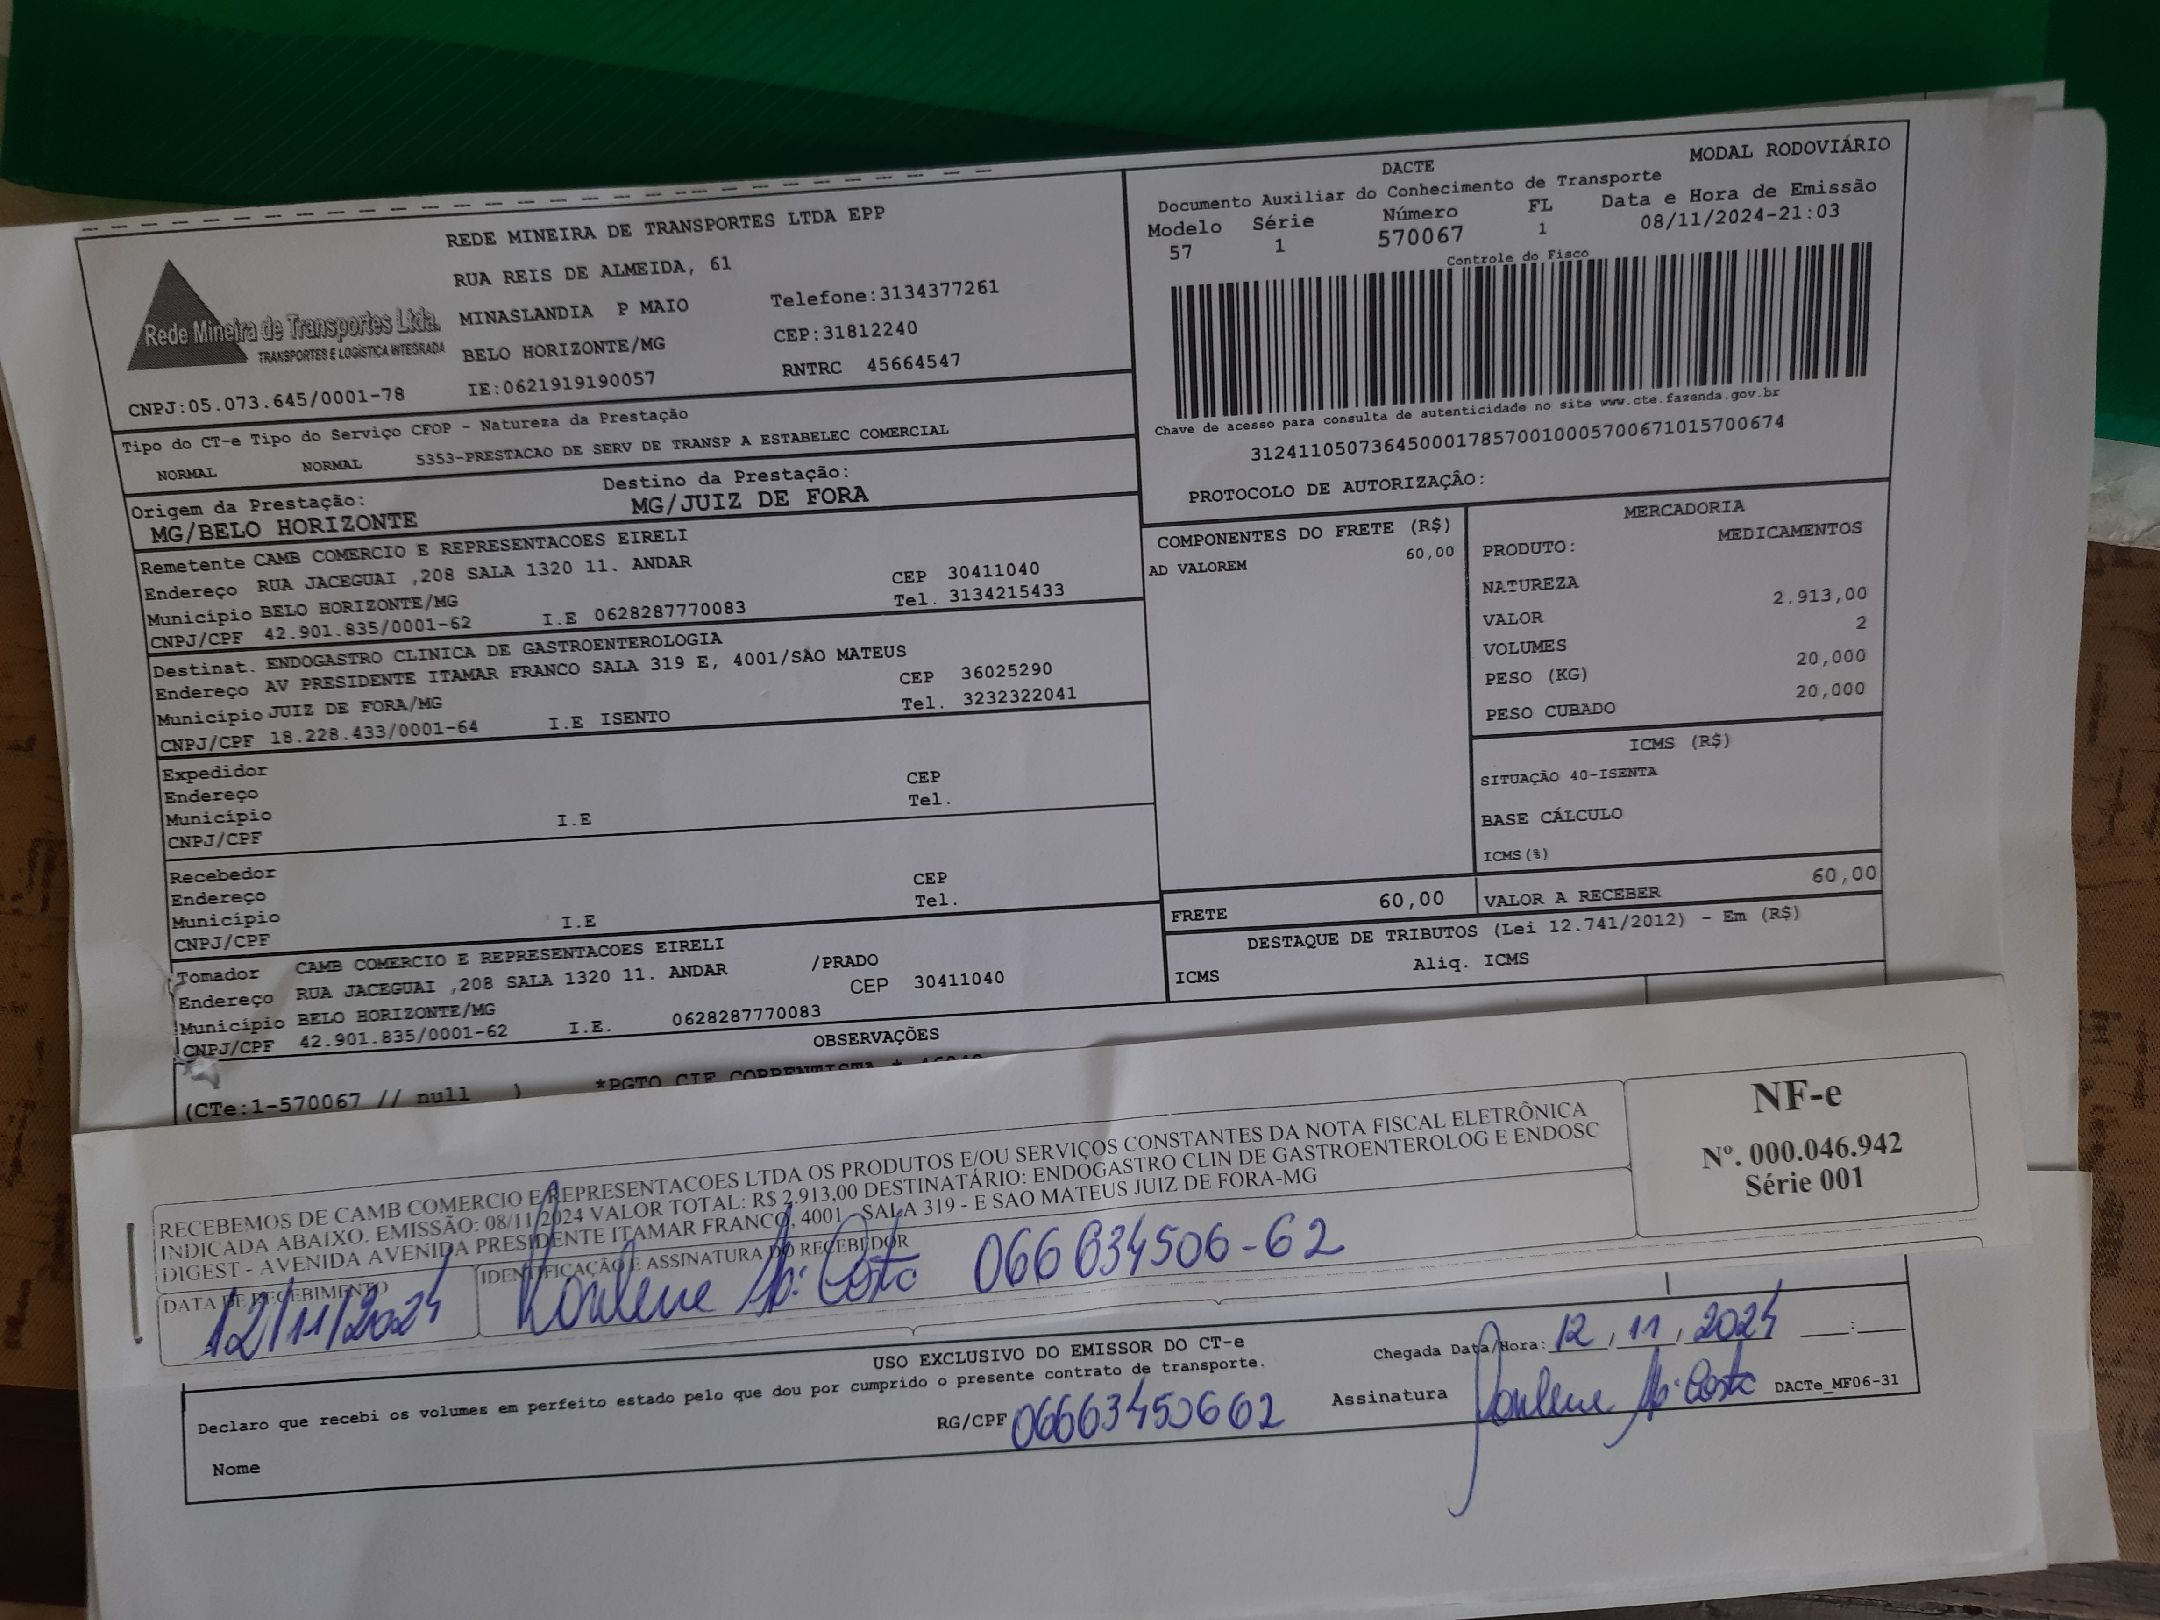 REDE MINEIRA DE TRANSPORTES LTDA EPP
RUA REIS DE ALMEIDA, 61
MINASLANDIA P MAIO Telefone:3134377261
BELO HORIZONTE/MG CEP:31812240
Rede Mineira de Transportes Ltda.
TRANSPORTES E LOGÍSTICA INTEGRADA
CNPJ:05.073.645/0001-78 IE:0621919190057 RNTRC 45664547
DACTE MODAL RODOVIÁRIO
Documento Auxiliar do Conhecimento de Transporte
Modelo Série Número FL Data e Hora de Emissão
57 1 570067 1 08/11/2024-21:03
Controle do Fisco
Chave de acesso para consulta de autenticidade no site www.cte.fazenda.gov.br
31241105073645000178570010005700671015700674
PROTOCOLO DE AUTORIZAÇÃO:
Tipo do CT-e Tipo do Serviço CFOP - Natureza da Prestação
NORMAL NORMAL 5353-PRESTACAO DE SERV DE TRANSP A ESTABELEC COMERCIAL
Origem da Prestação: Destino da Prestação:
MG/BELO HORIZONTE MG/JUIZ DE FORA
Remetente CAMB COMERCIO E REPRESENTACOES EIRELI
Endereço RUA JACEGUAI ,208 SALA 1320 11. ANDAR CEP 30411040
Município BELO HORIZONTE/MG Tel. 3134215433
CNPJ/CPF 42.901.835/0001-62 I.E 0628287770083
Destinat. ENDOGASTRO CLINICA DE GASTROENTEROLOGIA
Endereço AV PRESIDENTE ITAMAR FRANCO SALA 319 E, 4001/SAO MATEUS CEP 36025290
Município JUIZ DE FORA/MG Tel. 3232322041
CNPJ/CPF 18.228.433/0001-64 I.E ISENTO
Expedidor
Endereço CEP
Município Tel.
CNPJ/CPF I.E
Recebedor
Endereço CEP
Município Tel.
CNPJ/CPF I.E
Tomador CAMB COMERCIO E REPRESENTACOES EIRELI
Endereço RUA JACEGUAI ,208 SALA 1320 11. ANDAR /PRADO
Município BELO HORIZONTE/MG CEP 30411040
CNPJ/CPF 42.901.835/0001-62 I.E. 0628287770083
COMPONENTES DO FRETE (R$)
AD VALOREM 60,00
MERCADORIA
PRODUTO: MEDICAMENTOS
NATUREZA
VALOR 2.913,00
VOLUMES 2
PESO (KG) 20,000
PESO CUBADO 20,000
ICMS (R$)
SITUAÇÃO 40-ISENTA
BASE CÁLCULO
ICMS(%)
FRETE 60,00 VALOR A RECEBER 60,00
DESTAQUE DE TRIBUTOS (Lei 12.741/2012) - Em (R$)
ICMS Aliq. ICMS
OBSERVAÇÕES
(CTe:1-570067 // null ) *PGTO CIF CORRENTISTA *
RECEBEMOS DE CAMB COMERCIO E REPRESENTACOES LTDA OS PRODUTOS E/OU SERVIÇOS CONSTANTES DA NOTA FISCAL ELETRÔNICA
INDICADA ABAIXO. EMISSÃO: 08/11/2024 VALOR TOTAL: R$ 2.913,00 DESTINATÁRIO: ENDOGASTRO CLIN DE GASTROENTEROLOG E ENDOSC
DIGEST - AVENIDA AVENIDA PRESIDENTE ITAMAR FRANCO, 4001 SALA 319 - E SAO MATEUS JUIZ DE FORA-MG
NF-e
Nº. 000.046.942
Série 001
DATA DE RECEBIMENTO IDENTIFICAÇÃO E ASSINATURA DO RECEBEDOR
12/11/2024 Costa 066634506-62
USO EXCLUSIVO DO EMISSOR DO CT-e
Declaro que recebi os volumes em perfeito estado pelo que dou por cumprido o presente contrato de transporte.
Chegada Data/Hora: 12/11/2024 __:__
Nome RG/CPF 06663450662 Assinatura Costa DACTe_MF06-31